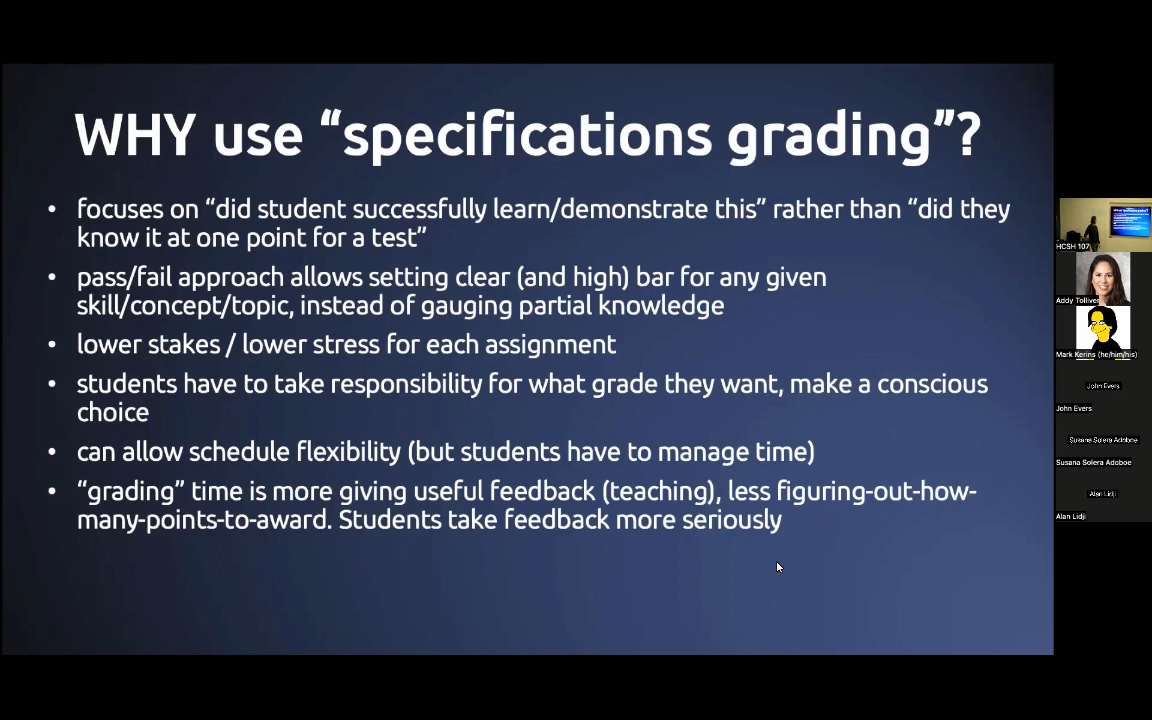 WHY use “specifications grading”?
• focuses on “did student successfully learn/demonstrate this” rather than “did they
know it at one point for a test”
• pass/fail approach allows setting clear (and high) bar for any given
skill/concept/topic, instead of gauging partial knowledge
• lower stakes / lower stress for each assignment
• students have to take responsibility for what grade they want, make a conscious
choice
• can allow schedule flexibility (but students have to manage time)
• “grading” time is more giving useful feedback (teaching), less figuring-out-how-
many-points-to-award. Students take feedback more seriously
HCSH 107
Addy Tolliver
Mark Kerins (he/him/his)
John Evers
John Evers
Susana Solera Adoboe
Susana Solera Adoboe
Alan Lidji
Alan Lidji